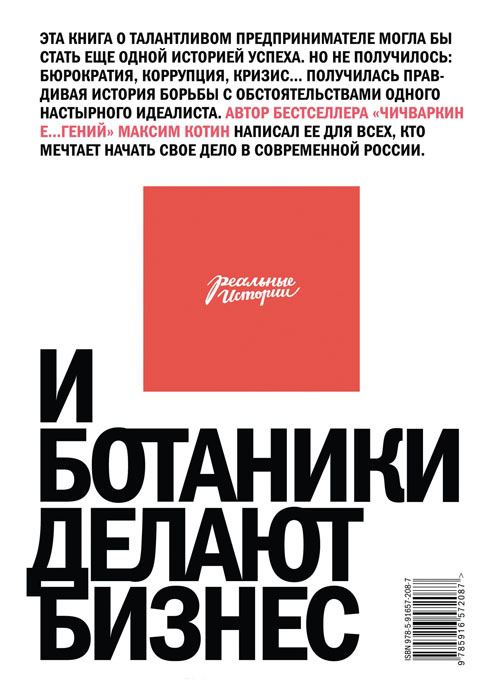 ЭТА КНИГА О ТАЛАНТЛИВОМ ПРЕДПРИНИМАТЕЛЕ МОГЛА БЫ
СТАТЬ ЕЩЕ ОДНОЙ ИСТОРИЕЙ УСПЕХА. НО НЕ ПОЛУЧИЛОСЬ:
БЮРОКРАТИЯ, КОРРУПЦИЯ, КРИЗИС... ПОЛУЧИЛАСЬ ПРАВ-
ДИВАЯ ИСТОРИЯ БОРЬБЫ С ОБСТОЯТЕЛЬСТВАМИ ОДНОГО
НАСТЫРНОГО ИДЕАЛИСТА. АВТОР БЕСТСЕЛЛЕРА «ЧИЧВАРКИН
Е...ГЕНИЙ» МАКСИМ КОТИН НАПИСАЛ ЕЕ ДЛЯ ВСЕХ, КТО
МЕЧТАЕТ НАЧАТЬ СВОЕ ДЕЛО В СОВРЕМЕННОЙ РОССИИ.
реальные
истории
И
БОТАНИКИ
ДЕЛАЮТ
БИЗНЕС
ISBN 978-5-91657-208-7
9 785916 572087 >